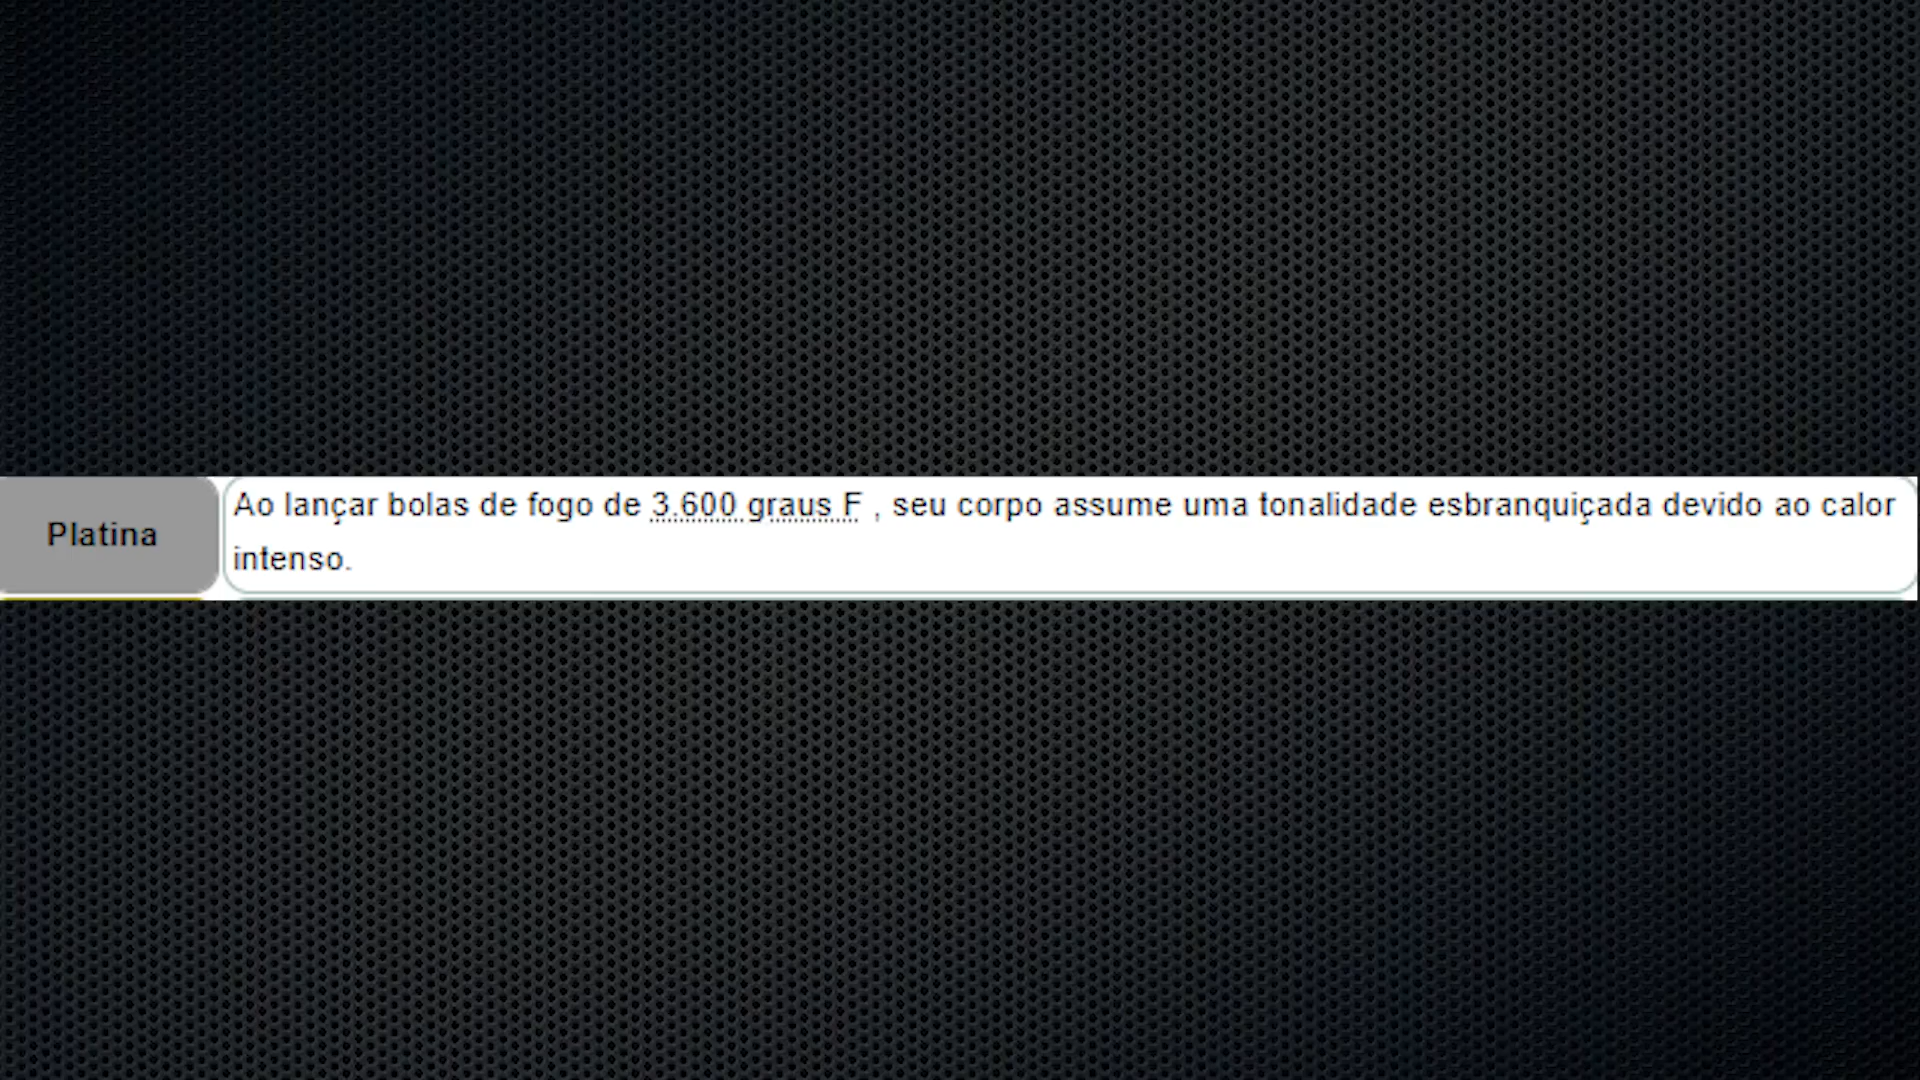 Platina
Ao lançar bolas de fogo de 3.600 graus F , seu corpo assume uma tonalidade esbranquiçada devido ao calor
intenso.